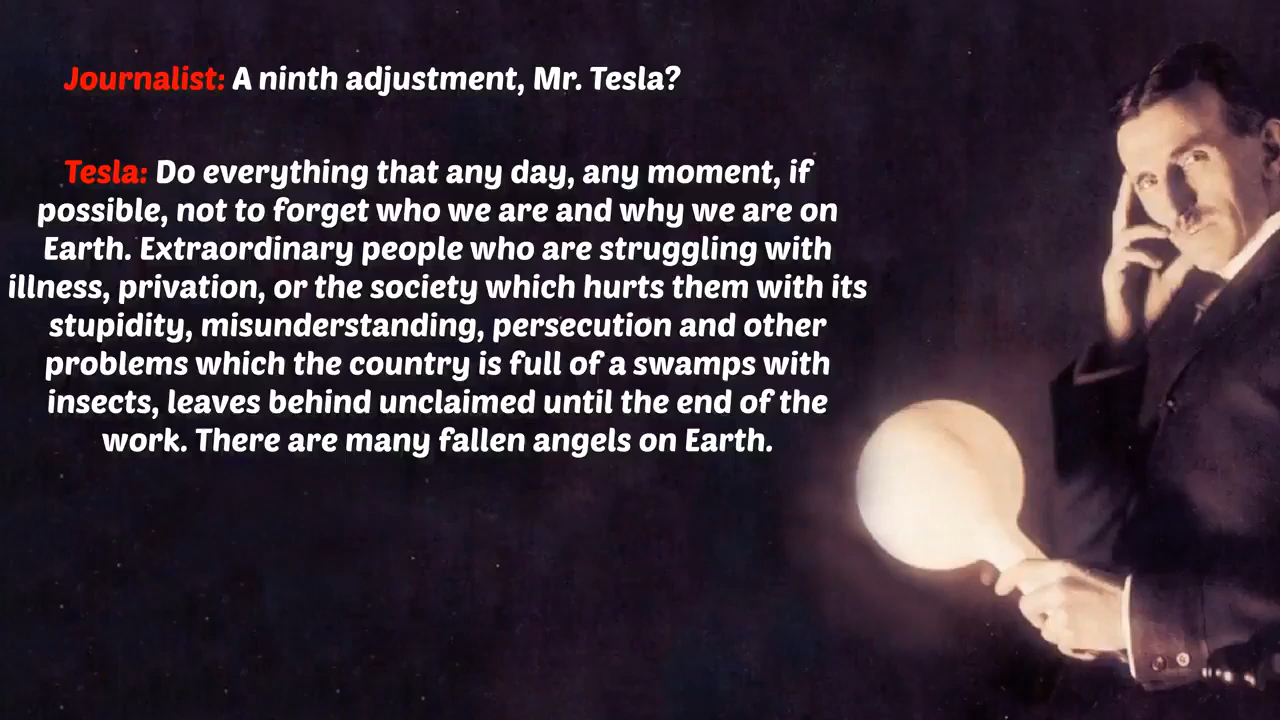 Journalist: A ninth adjustment, Mr. Tesla?
Tesla: Do everything that any day, any moment, if
possible, not to forget who we are and why we are on
Earth. Extraordinary people who are struggling with
illness, privation, or the society which hurts them with its
stupidity, misunderstanding, persecution and other
problems which the country is full of a swamps with
insects, leaves behind unclaimed until the end of the
work. There are many fallen angels on Earth.